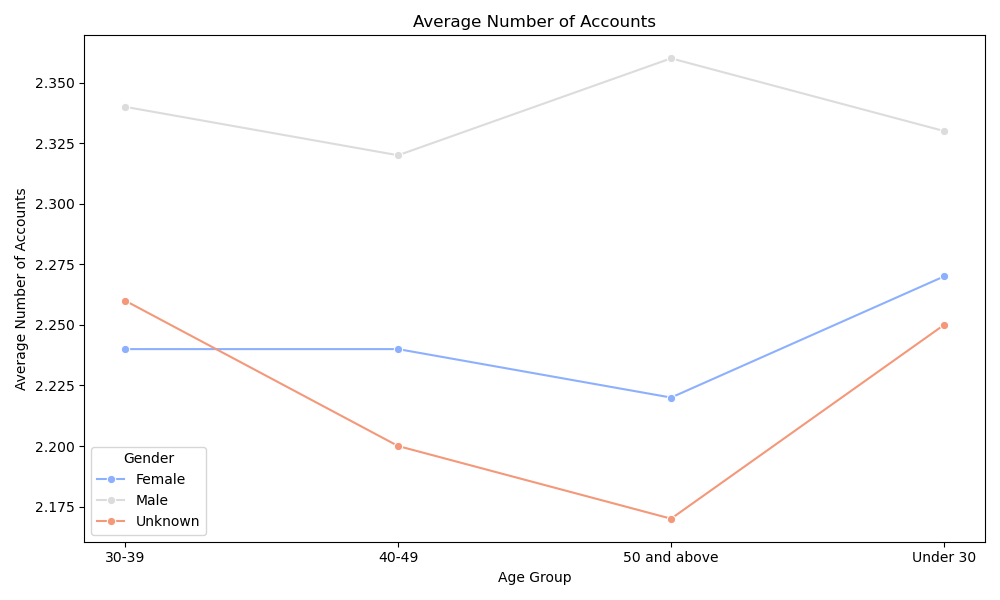 Average Number of Accounts
Average Number of Accounts
2.350
2.325
2.300
2.275
2.250
2.225
2.200
2.175
Gender
Female
Male
Unknown
30-39
40-49
50 and above
Under 30
Age Group